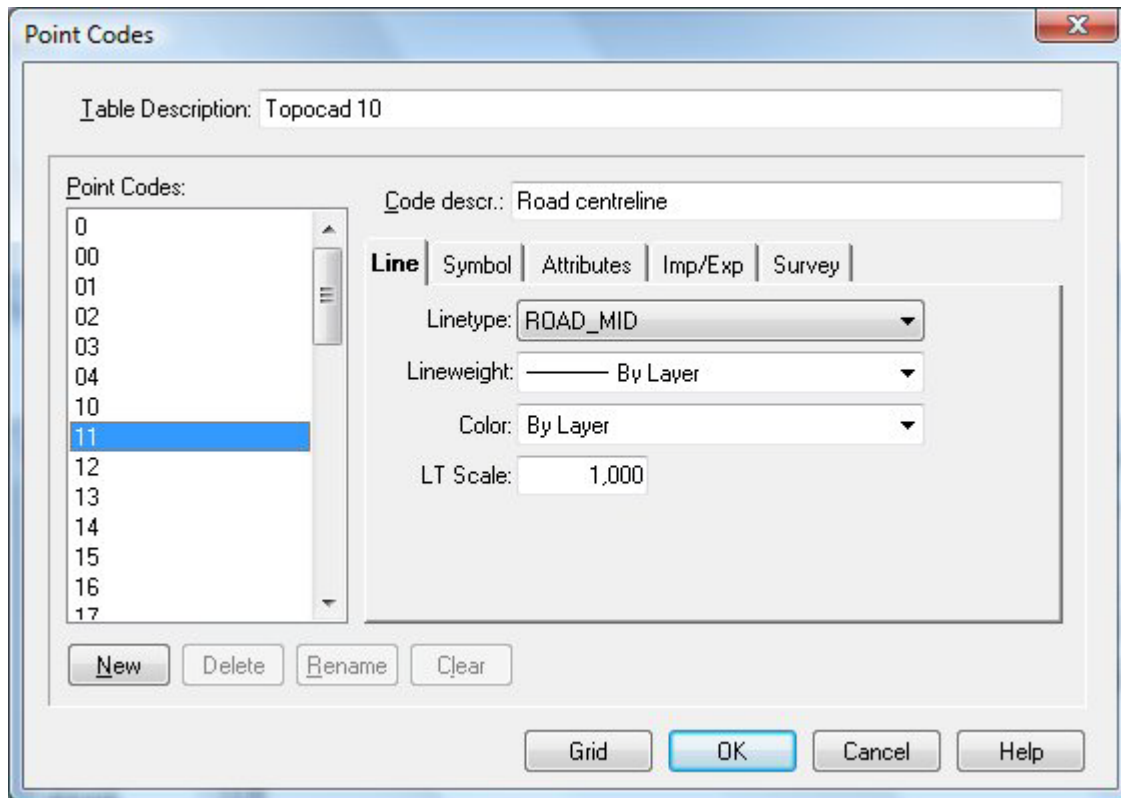 Point Codes
Table Description: Topocad 10
Point Codes:
0
00
01
02
03
04
10
11
12
13
14
15
16
17
Code descr.: Road centreline
Line Symbol Attributes Imp/Exp Survey
Linetype: ROAD_MID
Lineweight: By Layer
Color: By Layer
LT Scale: 1,000
New Delete Rename Clear
Grid OK Cancel Help